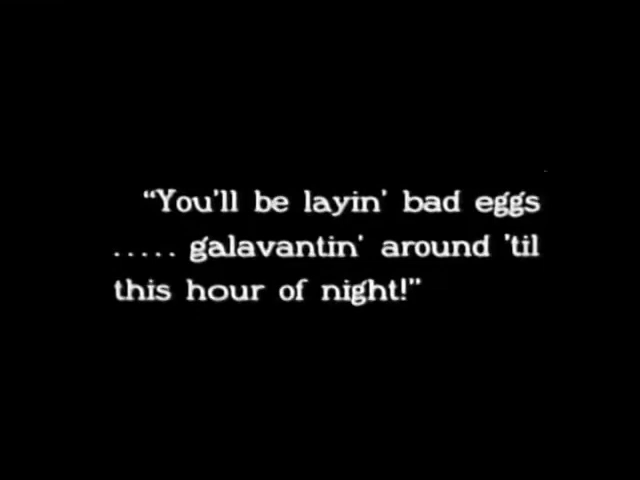 “You'll be layin' bad eggs
..... galavantin' around 'til
this hour of night!”